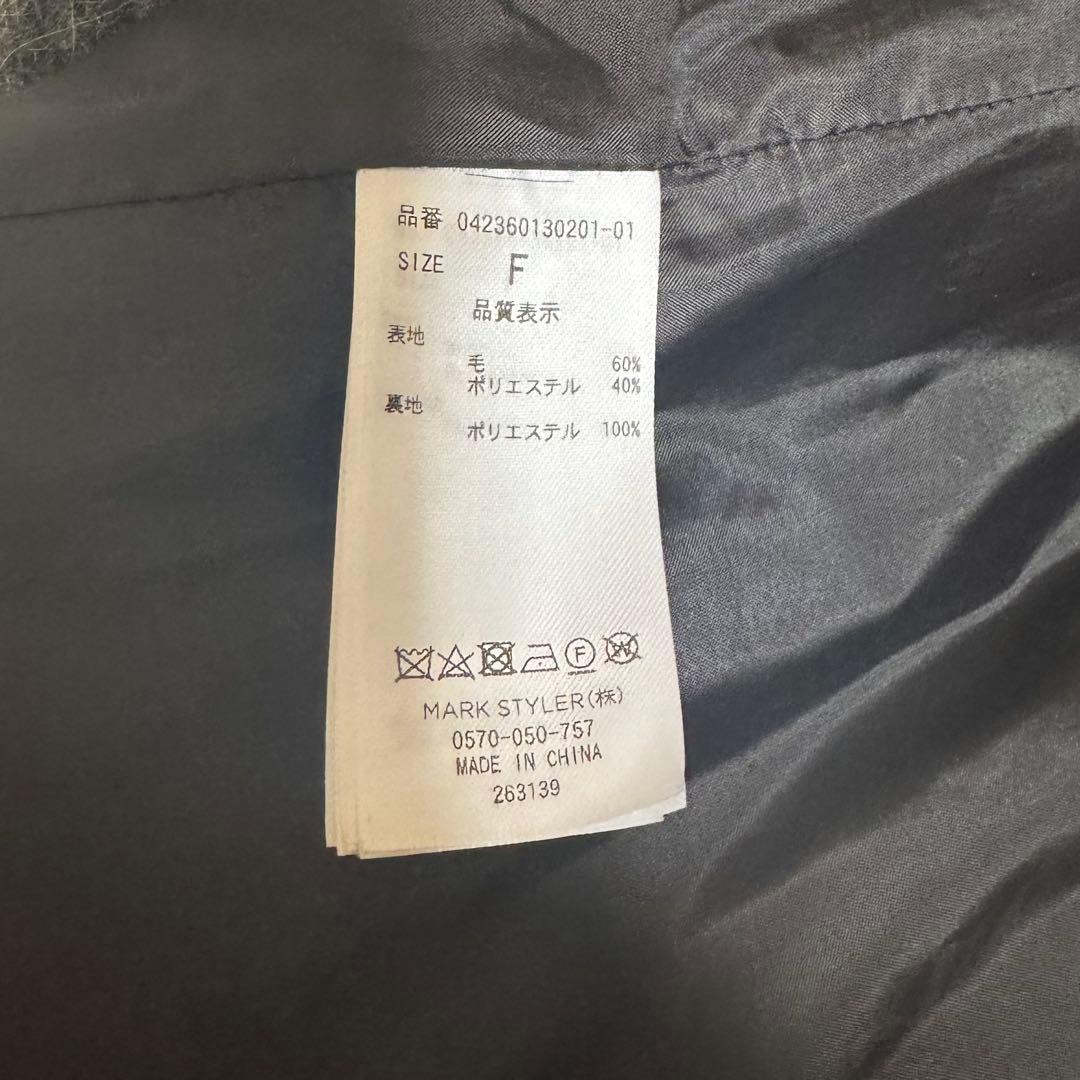 品番 042360130201-01
SIZE F
品質表示
表地
毛 60%
ポリエステル 40%
裏地
ポリエステル 100%
F W
MARK STYLER(株)
0570-050-757
MADE IN CHINA
263139